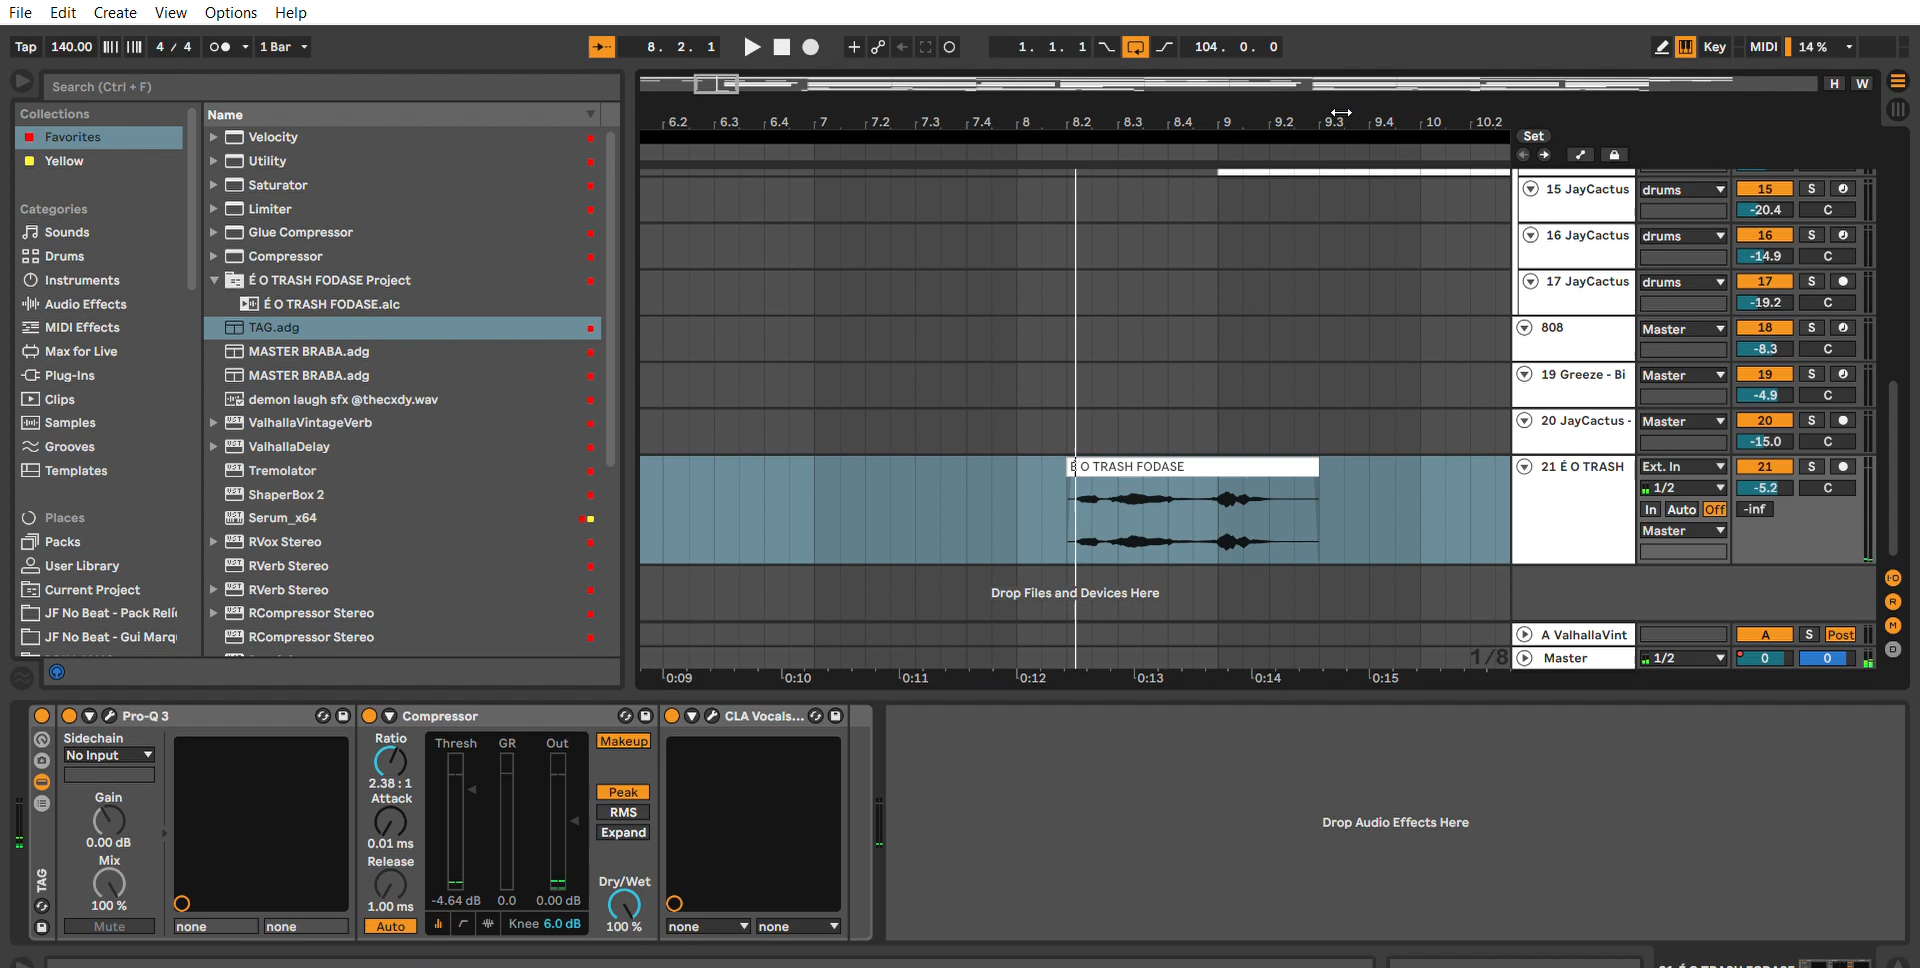 File Edit Create View Options Help
Tap 140.00 4 / 4 1 Bar 8. 2. 1 1. 1. 1 104. 0. 0 Key MIDI 14 %
Search (Ctrl + F)
H W
Collections
Favorites
Yellow
Categories
Sounds
Drums
Instruments
Audio Effects
MIDI Effects
Max for Live
Plug-Ins
Clips
Samples
Grooves
Templates
Places
Packs
User Library
Current Project
JF No Beat - Pack Relí
JF No Beat - Gui Marq
Name
Velocity
Utility
Saturator
Limiter
Glue Compressor
Compressor
É O TRASH FODASE Project
É O TRASH FODASE.alc
TAG.adg
MASTER BRABA.adg
MASTER BRABA.adg
demon laugh sfx @thecxdy.wav
ValhallaVintageVerb
ValhallaDelay
Tremolator
ShaperBox 2
Serum_x64
RVox Stereo
RVerb Stereo
RVerb Stereo
RCompressor Stereo
RCompressor Stereo
6.2 6.3 6.4 7 7.2 7.3 7.4 8 8.2 8.3 8.4 9 9.2 9.3 9.4 10 10.2
Set
15 JayCactus drums 15 S
-20.4 C
16 JayCactus drums 16 S
-14.9 C
17 JayCactus drums 17 S
-19.2 C
808 Master 18 S
-8.3 C
19 Greeze - Bi Master 19 S
-4.9 C
20 JayCactus - Master 20 S
-15.0 C
É O TRASH FODASE
21 É O TRASH Ext. In 21 S
1/2 -5.2 C
In Auto Off -inf
Master
Drop Files and Devices Here
A ValhallaVint A S Post
1/8 Master 1/2 0 0
I·O
R
M
D
0:09 0:10 0:11 0:12 0:13 0:14 0:15
TAG
Pro-Q 3
Sidechain
No Input
Gain
0.00 dB
Mix
100 %
Mute
none none
Compressor
Ratio
2.38 : 1
Attack
0.01 ms
Release
1.00 ms
Auto
Thresh GR Out
-4.64 dB 0.0 0.00 dB
Knee 6.0 dB
Makeup
Peak
RMS
Expand
Dry/Wet
100 %
CLA Vocals...
none none
Drop Audio Effects Here